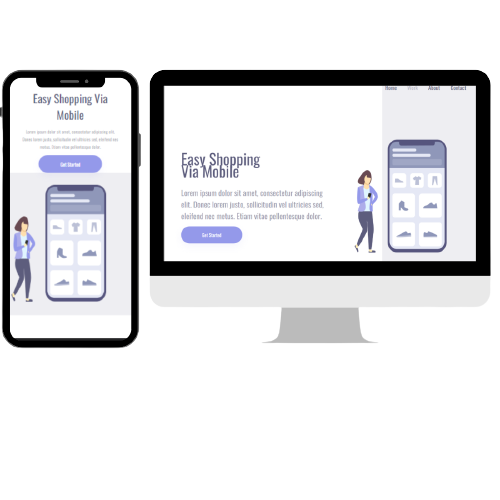 Easy Shopping Via
Mobile
Lorem ipsum dolor sit amet, consectetur adipiscing elit.
Donec lorem justo, sollicitudin vel ultricies sed, eleifend nec
metus. Etiam vitae pellentesque dolor.
Get Started
Home Work About Contact
Easy Shopping
Via Mobile
Lorem ipsum dolor sit amet, consectetur adipiscing
elit. Donec lorem justo, sollicitudin vel ultricies sed,
eleifend nec metus. Etiam vitae pellentesque dolor.
Get Started